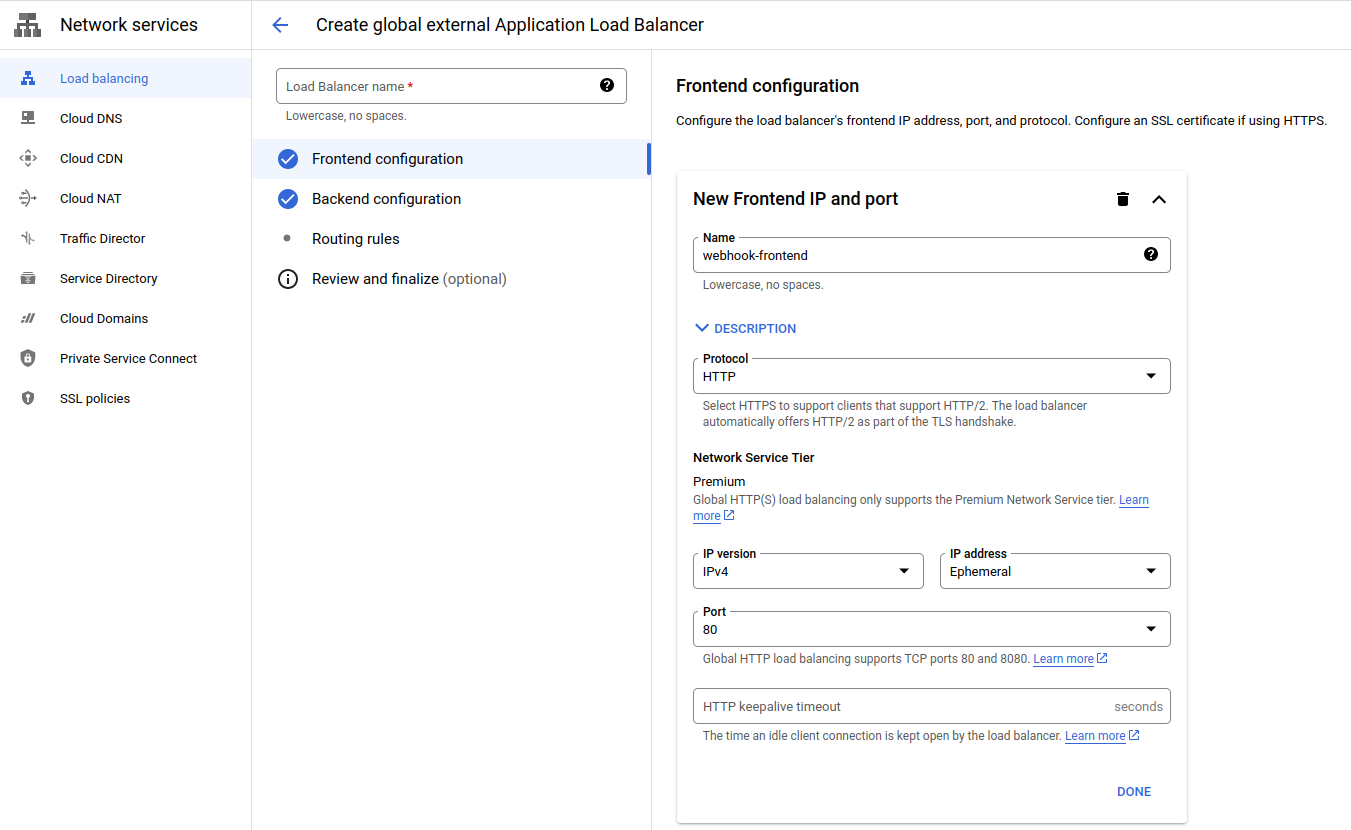 Network services
Create global external Application Load Balancer
Load balancing
Cloud DNS
Cloud CDN
Cloud NAT
Traffic Director
Service Directory
Cloud Domains
Private Service Connect
SSL policies
Load Balancer name *
Lowercase, no spaces.
Frontend configuration
Backend configuration
Routing rules
Review and finalize (optional)
Frontend configuration
Configure the load balancer's frontend IP address, port, and protocol. Configure an SSL certificate if using HTTPS.
New Frontend IP and port
Name
webhook-frontend
Lowercase, no spaces.
DESCRIPTION
Protocol
HTTP
Select HTTPS to support clients that support HTTP/2. The load balancer
automatically offers HTTP/2 as part of the TLS handshake.
Network Service Tier
Premium
Global HTTP(S) load balancing only supports the Premium Network Service tier. Learn
more
IP version
IPv4
IP address
Ephemeral
Port
80
Global HTTP load balancing supports TCP ports 80 and 8080. Learn more
HTTP keepalive timeout seconds
The time an idle client connection is kept open by the load balancer. Learn more
DONE